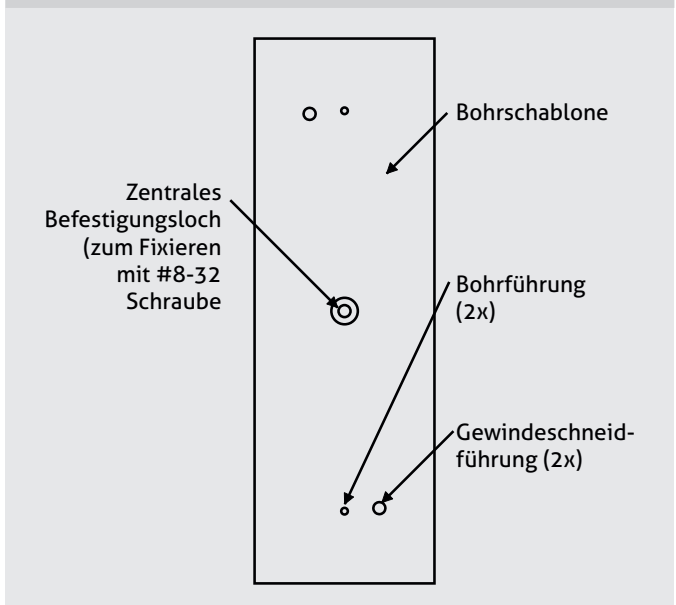 Bohrschablone
Zentrales
Befestigungsloch
(zum Fixieren
mit #8-32
Schraube
Bohrführung
(2x)
Gewindeschneid-
führung (2x)